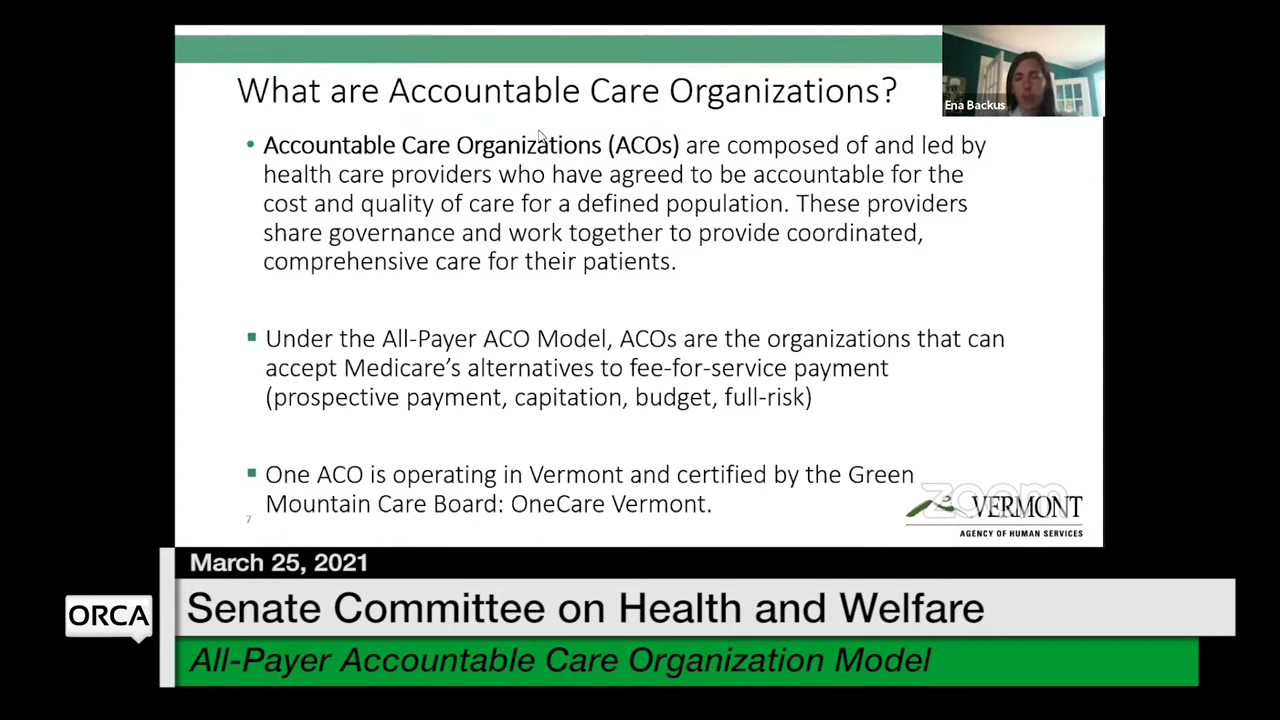 What are Accountable Care Organizations?
Ena Backus
• Accountable Care Organizations (ACOs) are composed of and led by
health care providers who have agreed to be accountable for the
cost and quality of care for a defined population. These providers
share governance and work together to provide coordinated,
comprehensive care for their patients.
▪ Under the All-Payer ACO Model, ACOs are the organizations that can
accept Medicare's alternatives to fee-for-service payment
(prospective payment, capitation, budget, full-risk)
▪ One ACO is operating in Vermont and certified by the Green
Mountain Care Board: OneCare Vermont.
7
zoom
VERMONT
AGENCY OF HUMAN SERVICES
March 25, 2021
ORCA
Senate Committee on Health and Welfare
All-Payer Accountable Care Organization Model